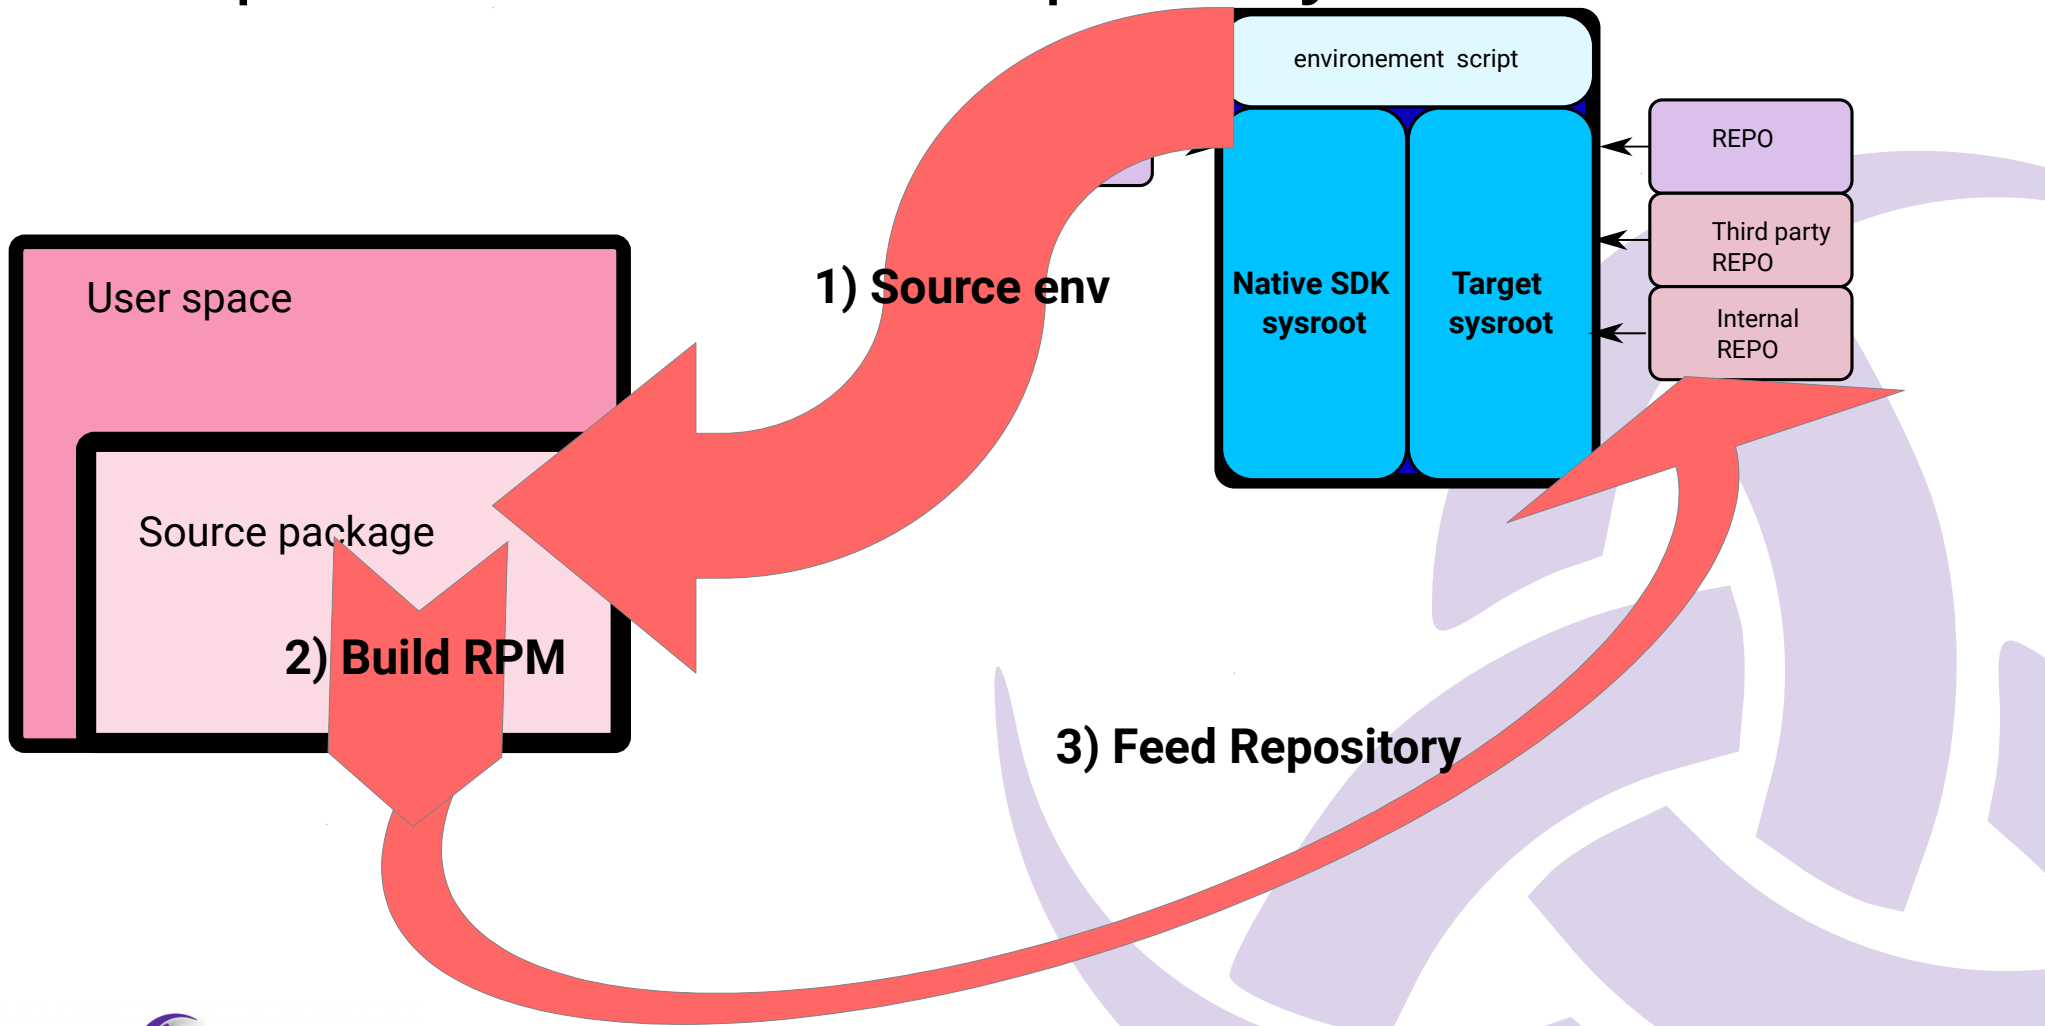 environement script
REPO
Third party
REPO
Internal
REPO
Native SDK
sysroot
Target
sysroot
User space
1) Source env
Source package
2) Build RPM
3) Feed Repository